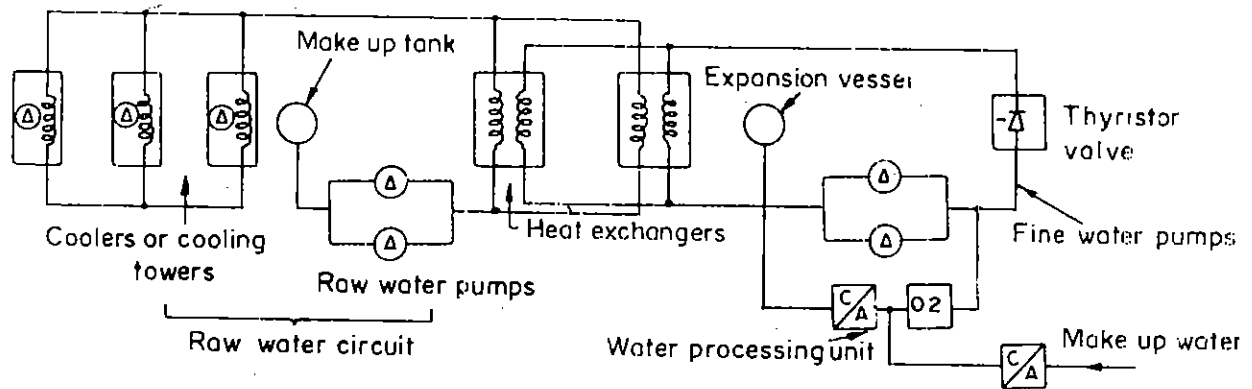 Make up tank
Expansion vessel
Thyristor
valve
Δ
Δ
Δ
Δ
Δ
Δ
Δ
Coolers or cooling
towers
Heat exchangers
Fine water pumps
Raw water pumps
Raw water circuit
C
A
O2
Water processing unit
Make up water
C
A